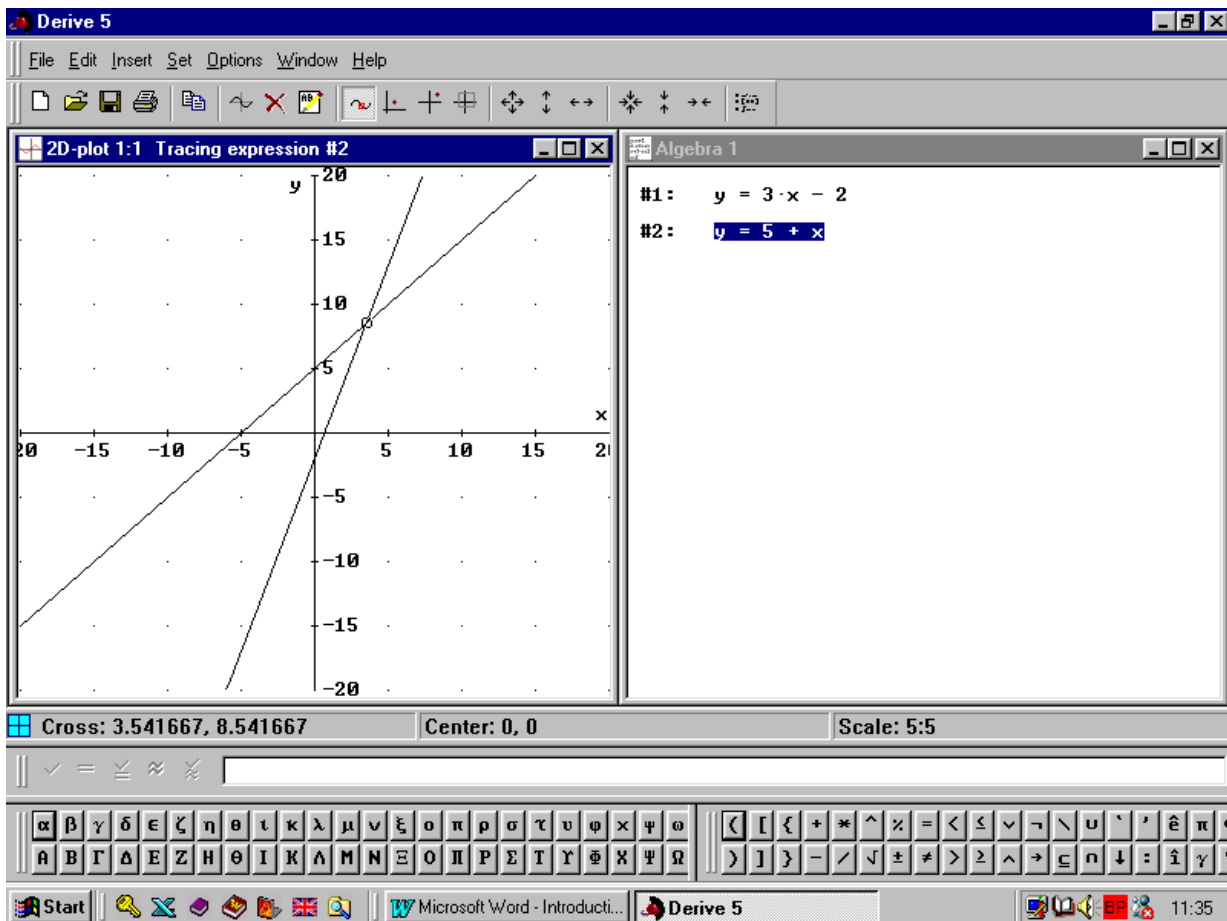 Derive 5
File Edit Insert Set Options Window Help
2D-plot 1:1 Tracing expression #2
Algebra 1
#1: y = 3·x - 2
#2: y = 5 + x
y
20
15
10
5
x
20 -15 -10 -5 5 10 15 2
-5
-10
-15
-20
Cross: 3.541667, 8.541667 Center: 0, 0 Scale: 5:5
α β γ δ ε ζ η θ ι κ λ μ ν ξ ο π ρ σ τ υ φ χ ψ ω ( [ { + * ^ % = < ≤ ∨ ¬ \ ∪ ` ' ê π
Α Β Γ Δ Ε Ζ Η Θ Ι Κ Λ Μ Ν Ξ Ο Π Ρ Σ Τ Υ Φ Χ Ψ Ω ) ] } - / √ ± ≠ > ≥ ∧ → ⊆ ∩ ↓ : î γ
Start Microsoft Word - Introducti... Derive 5 BP 11:35